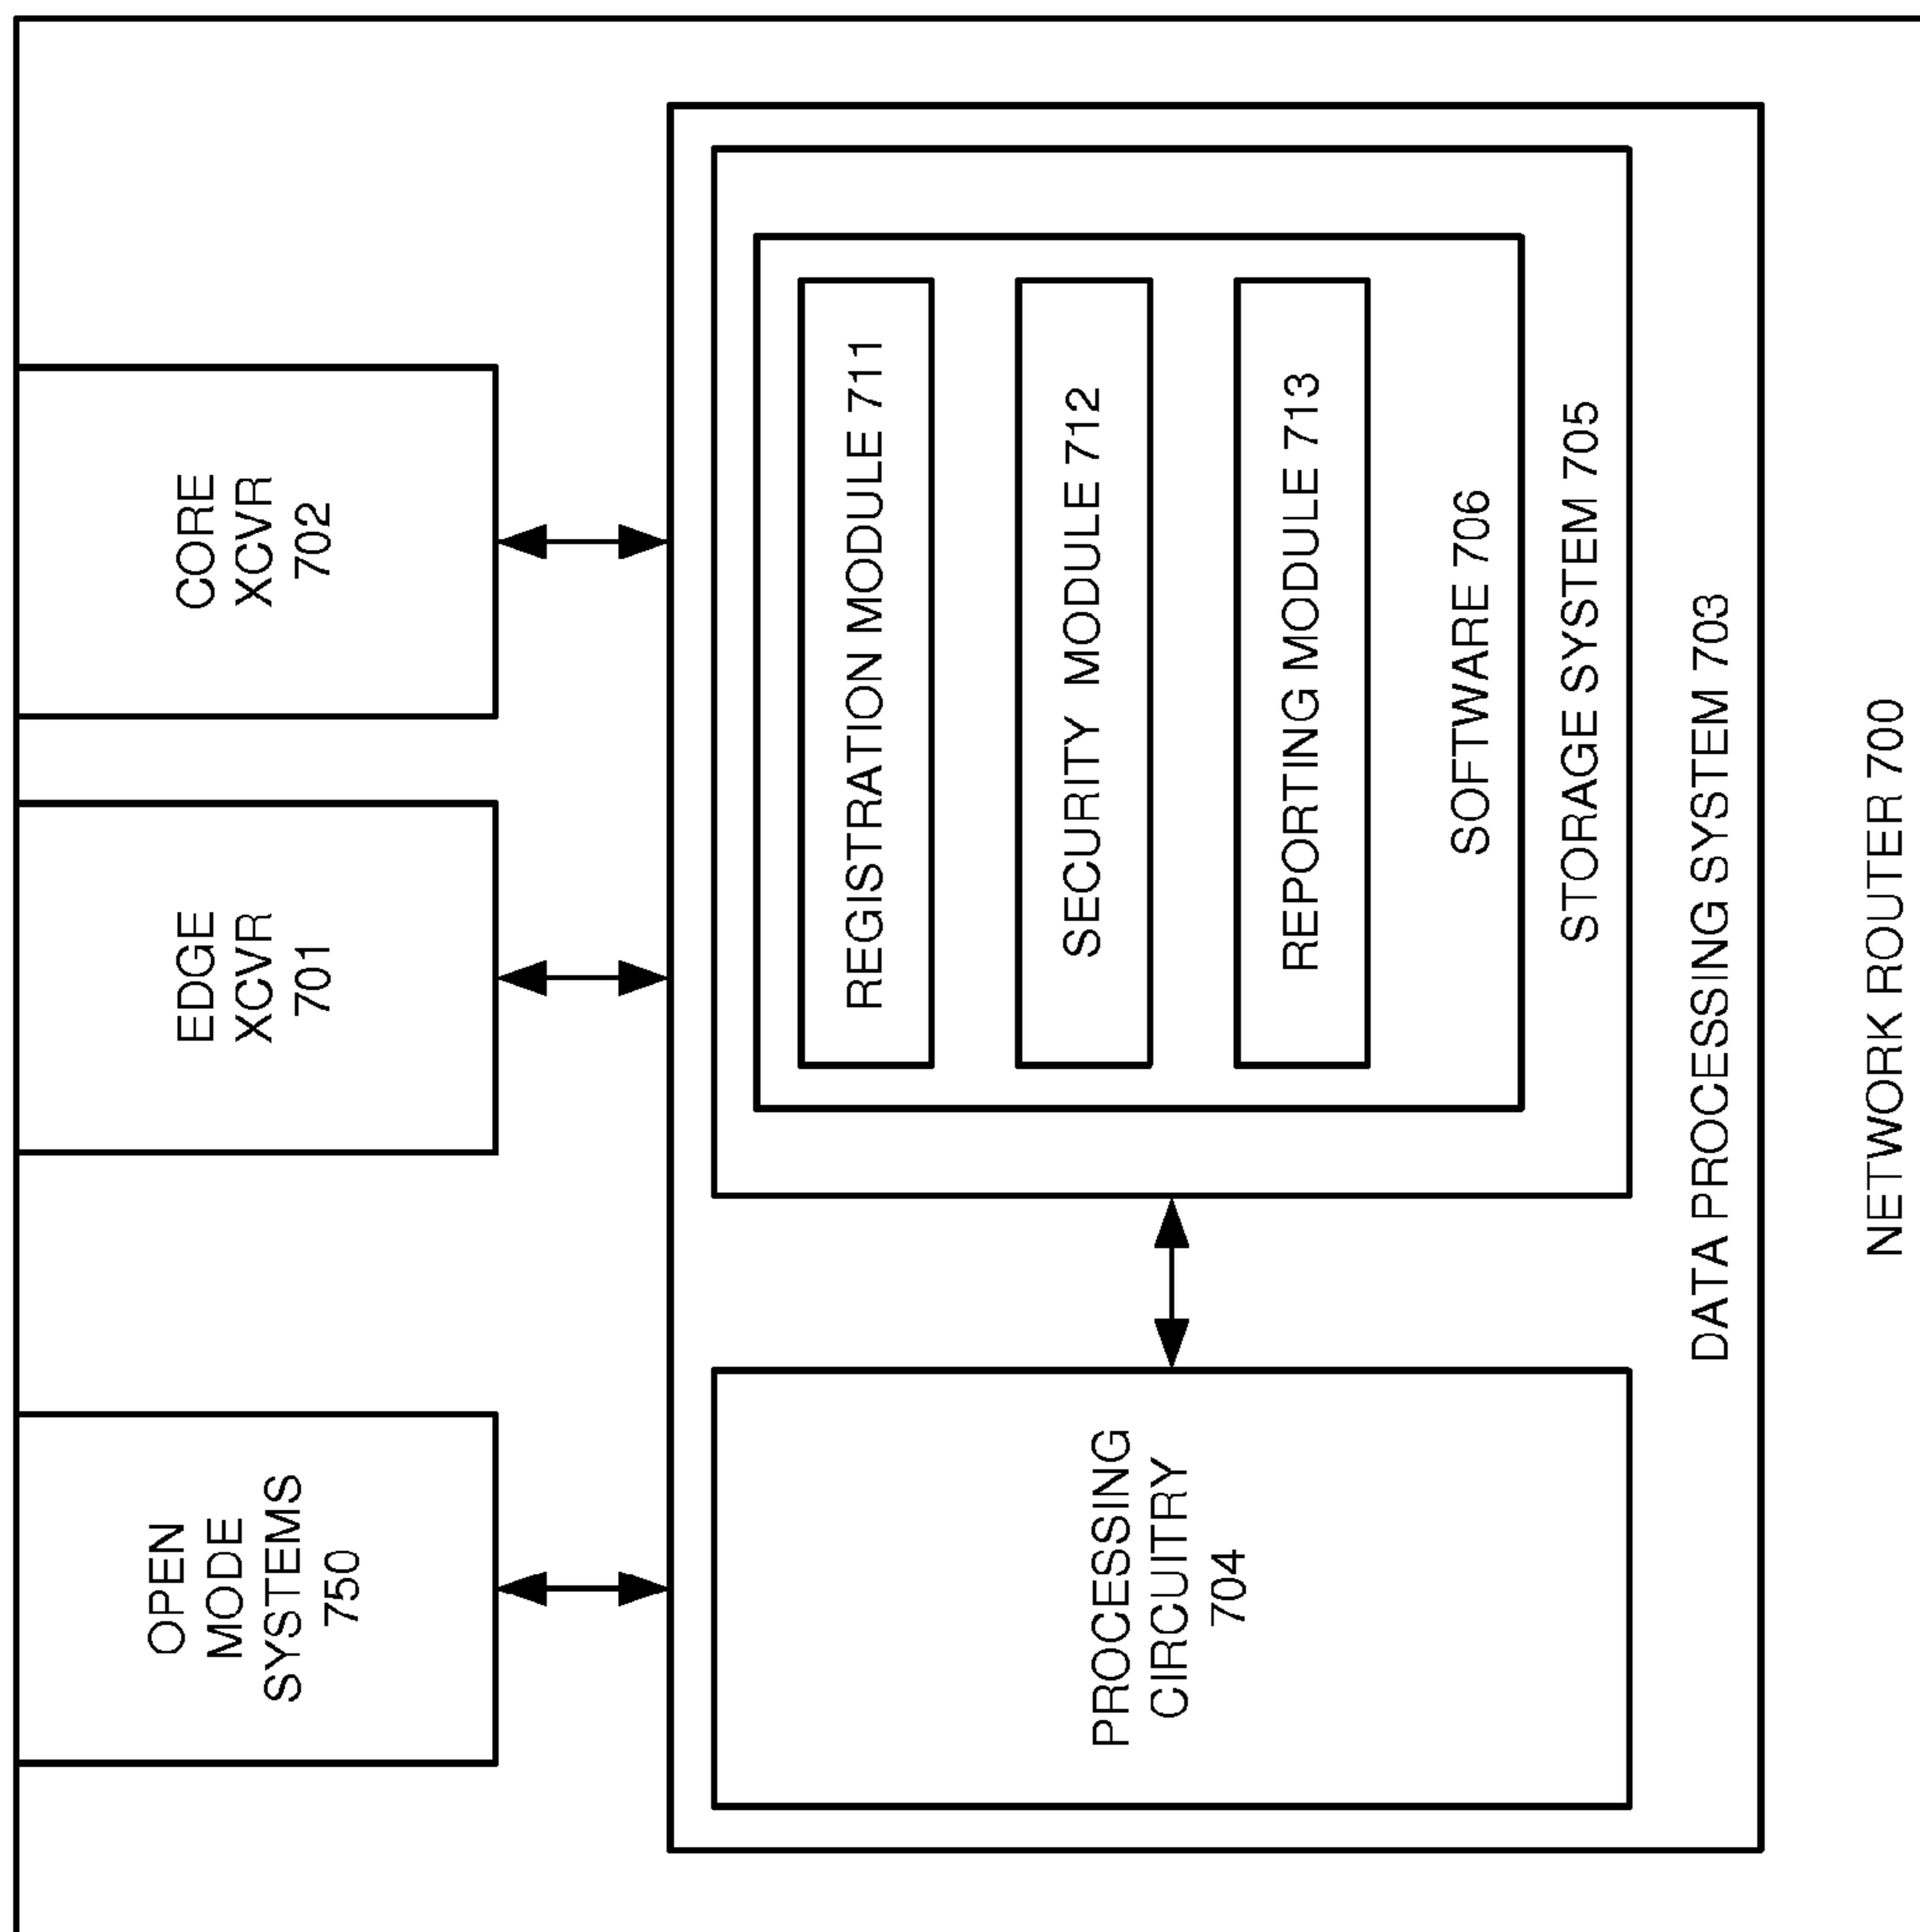 OPEN
MODE
SYSTEMS
750
EDGE
XCVR
701
CORE
XCVR
702
PROCESSING
CIRCUITRY
704
REGISTRATION MODULE 711
SECURITY MODULE 712
REPORTING MODULE 713
SOFTWARE 706
STORAGE SYSTEM 705
DATA PROCESSING SYSTEM 703
NETWORK ROUTER 700